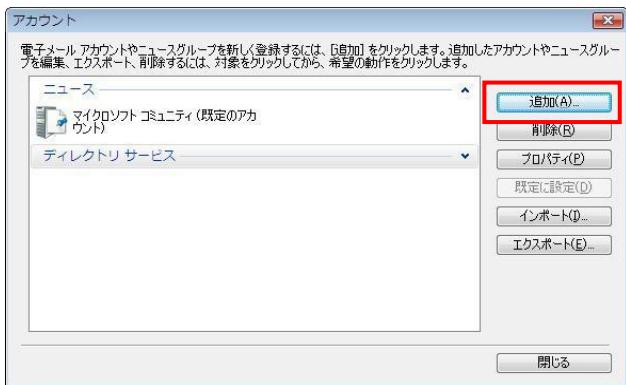 アカウント
電子メール アカウントやニュースグループを新しく登録するには、[追加] をクリックします。追加したアカウントやニュースグルー
プを編集、エクスポート、削除するには、対象をクリックしてから、希望の動作をクリックします。
ニュース
マイクロソフト コミュニティ (既定のアカ
ウント)
ディレクトリ サービス
追加(A)...
削除(R)
プロパティ(P)
既定に設定(D)
インポート(I)...
エクスポート(E)...
閉じる